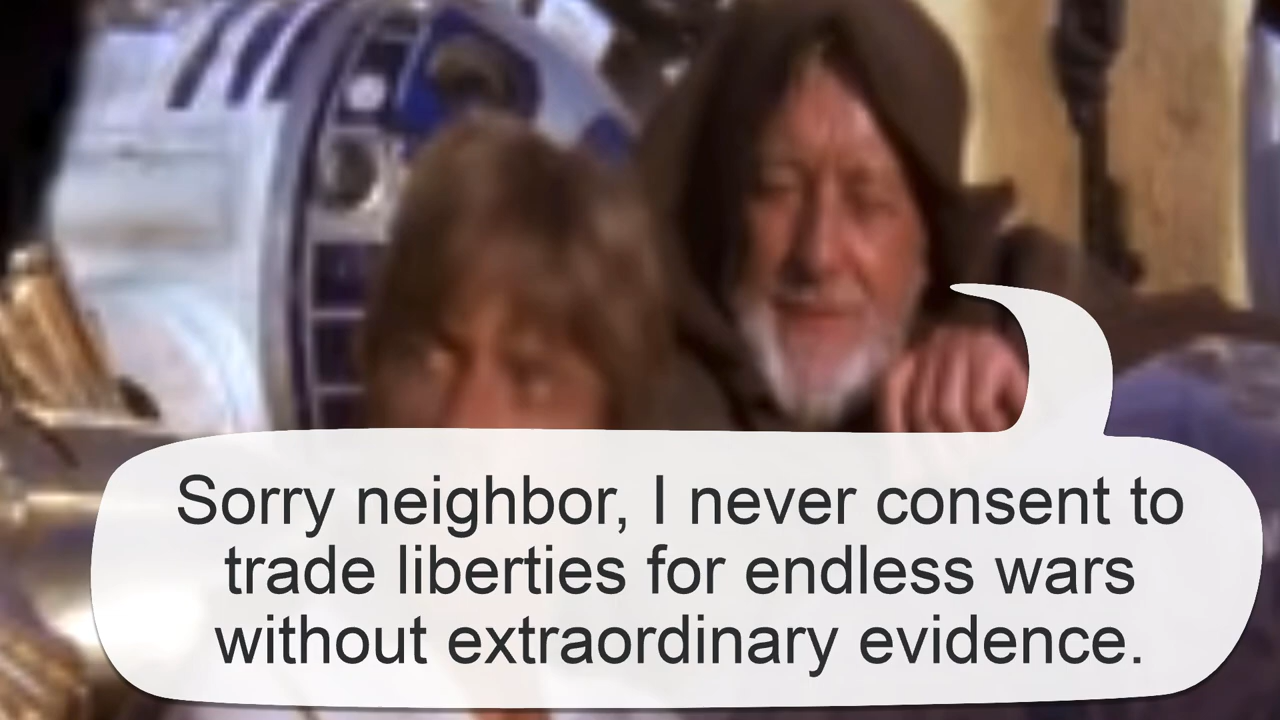 Sorry neighbor, I never consent to
trade liberties for endless wars
without extraordinary evidence.